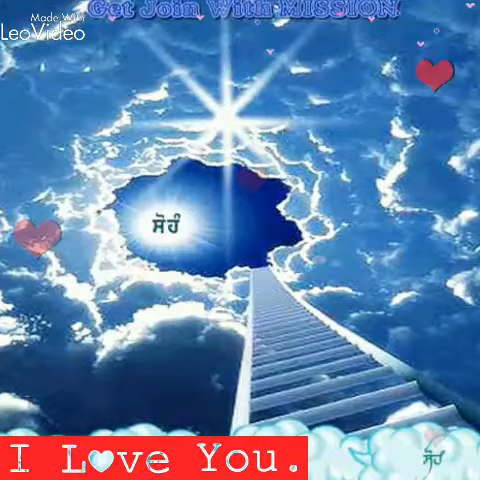 Get Join With MISSION
Made With
LeoVideo
ਸੋਹੰ
I Love You.
ਸੋਹੰ